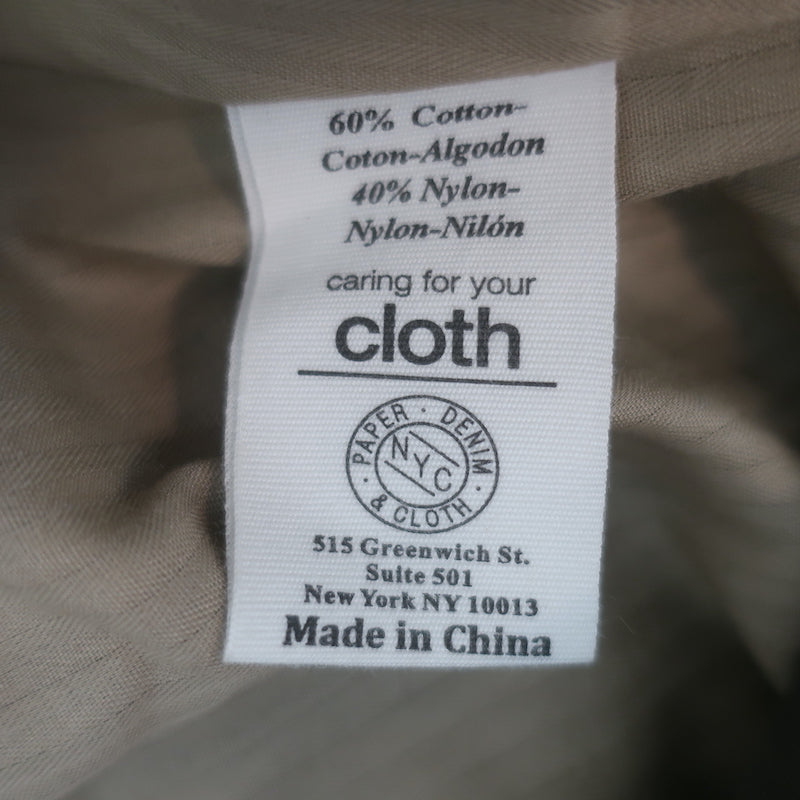 60% Cotton-
Coton-Algodon
40% Nylon-
Nylon-Nilón
caring for your
cloth
PAPER · DENIM · & CLOTH ·
NYC
515 Greenwich St.
Suite 501
New York NY 10013
Made in China